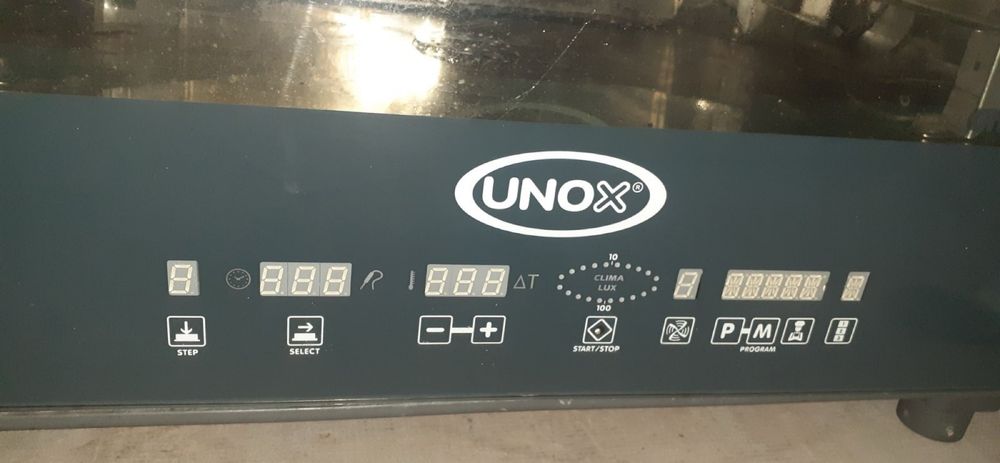 UNOX®
10
CLIMA
LUX
100
ΔT
STEP
SELECT
- +
START/STOP
P M
PROGRAM